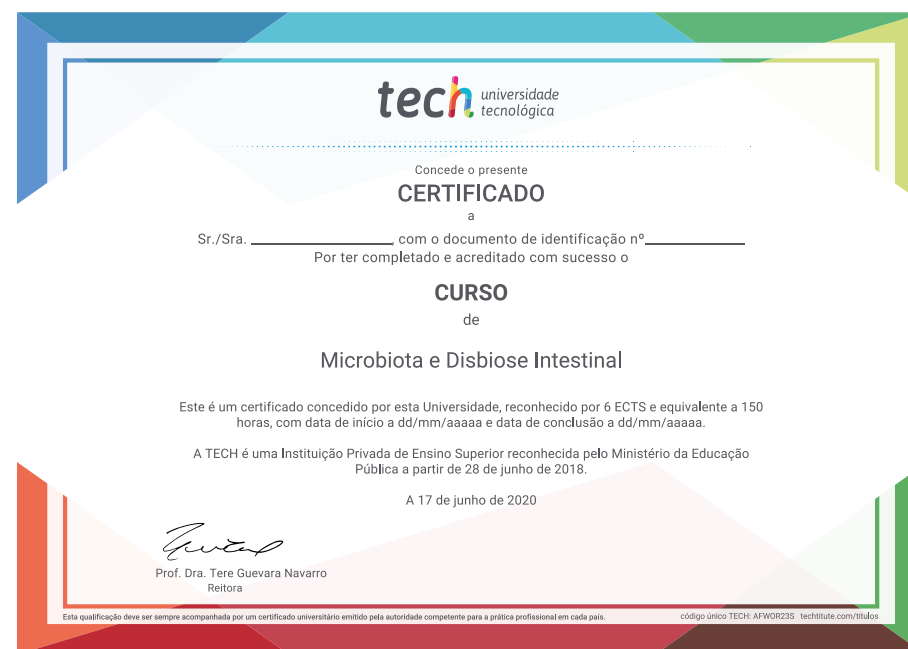 tech universidade
tecnológica
Concede o presente
CERTIFICADO
a
Sr./Sra. ____________________, com o documento de identificação nº______________
Por ter completado e acreditado com sucesso o
CURSO
de
Microbiota e Disbiose Intestinal
Este é um certificado concedido por esta Universidade, reconhecido por 6 ECTS e equivalente a 150
horas, com data de início a dd/mm/aaaaa e data de conclusão a dd/mm/aaaaa.
A TECH é uma Instituição Privada de Ensino Superior reconhecida pelo Ministério da Educação
Pública a partir de 28 de junho de 2018.
A 17 de junho de 2020
Prof. Dra. Tere Guevara Navarro
Reitora
Esta qualificação deve ser sempre acompanhada por um certificado universitário emitido pela autoridade competente para a prática profissional em cada país. código único TECH: AFWOR23S techtitute.com/titulos